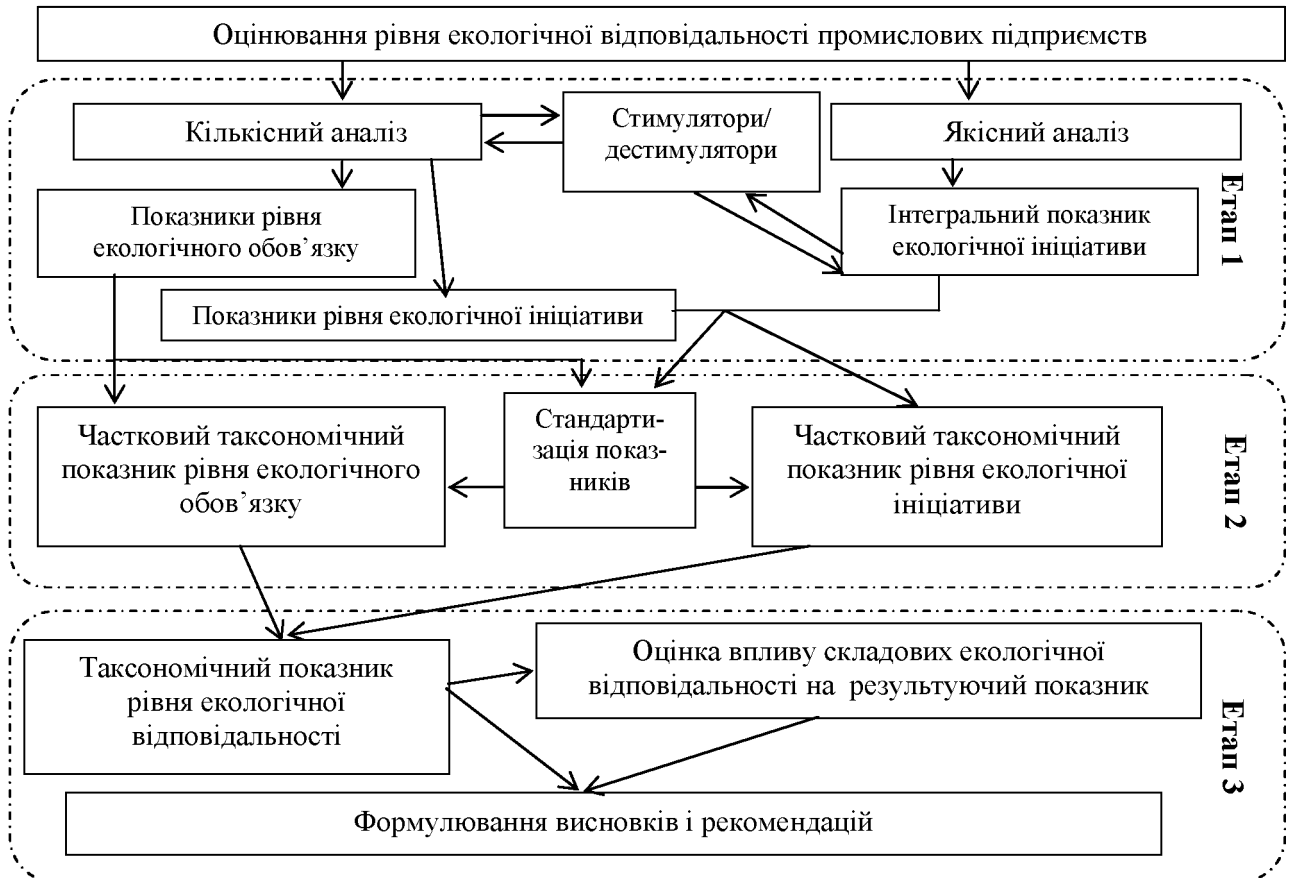 Оцінювання рівня екологічної відповідальності промислових підприємств
Кількісний аналіз
Стимулятори/
дестимулятори
Якісний аналіз
Показники рівня
екологічного обов’язку
Інтегральний показник
екологічної ініціативи
Показники рівня екологічної ініціативи
Етап 1
Частковий таксономічний
показник рівня екологічного
обов’язку
Стандарти-
зація показ-
ників
Частковий таксономічний
показник рівня екологічної
ініціативи
Етап 2
Таксономічний показник
рівня екологічної
відповідальності
Оцінка впливу складових екологічної
відповідальності на результуючий показник
Етап 3
Формулювання висновків і рекомендацій